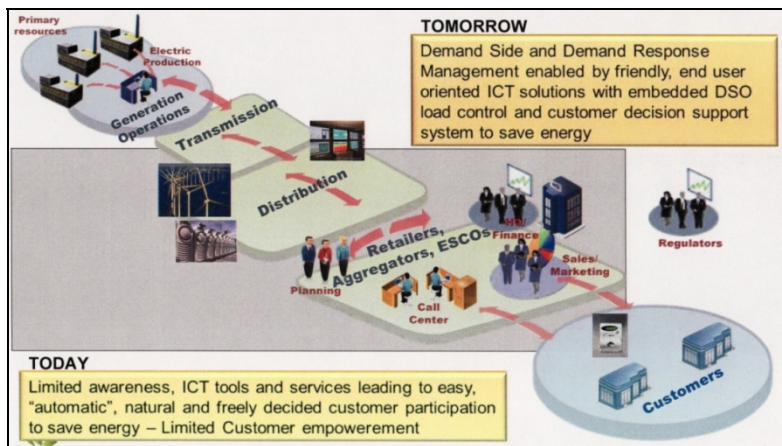 Primary
resources
Electric
Production
Generation
Operations
Transmission
Distribution
TOMORROW
Demand Side and Demand Response
Management enabled by friendly, end user
oriented ICT solutions with embedded DSO
load control and customer decision support
system to save energy
Retailers,
Aggregators, ESCOs
Planning
Call
Center
Finance
Sales/
Marketing
Regulators
Customers
TODAY
Limited awareness, ICT tools and services leading to easy,
"automatic", natural and freely decided customer participation
to save energy – Limited Customer empowerement